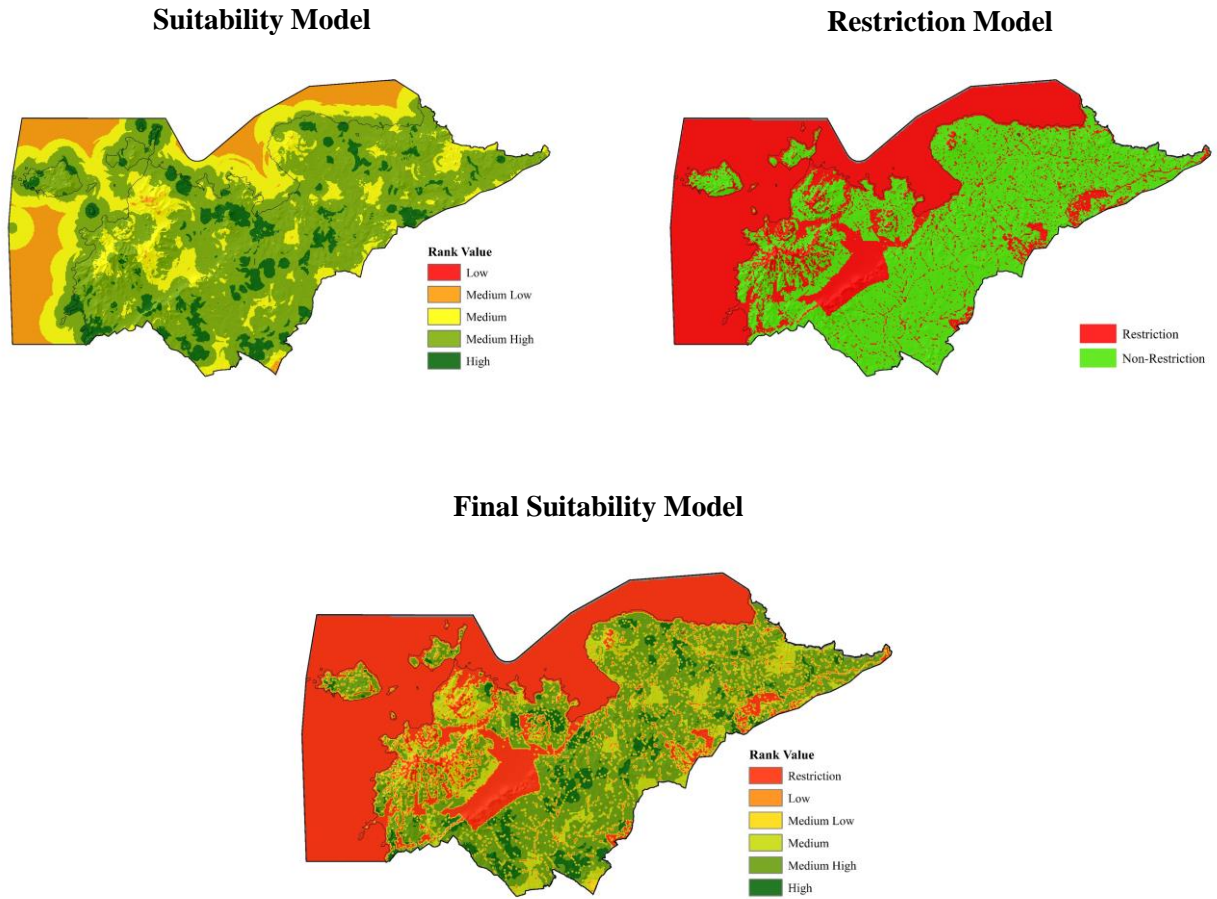 Suitability Model
Restriction Model
Rank Value
Low
Medium Low
Medium
Medium High
High
Restriction
Non-Restriction
Final Suitability Model
Rank Value
Restriction
Low
Medium Low
Medium
Medium High
High